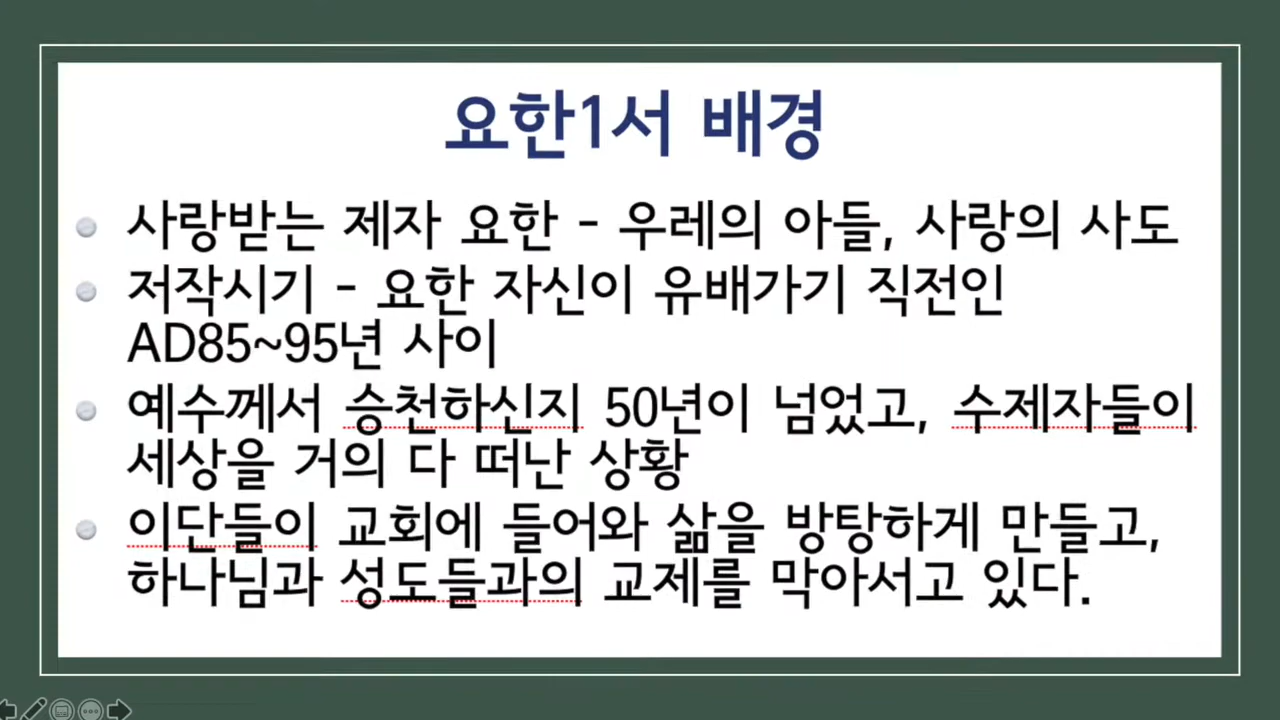 요한1서 배경
사랑받는 제자 요한 - 우레의 아들, 사랑의 사도
저작시기 - 요한 자신이 유배가기 직전인
AD85~95년 사이
예수께서 승천하신지 50년이 넘었고, 수제자들이
세상을 거의 다 떠난 상황
이단들이 교회에 들어와 삶을 방탕하게 만들고,
하나님과 성도들과의 교제를 막아서고 있다.